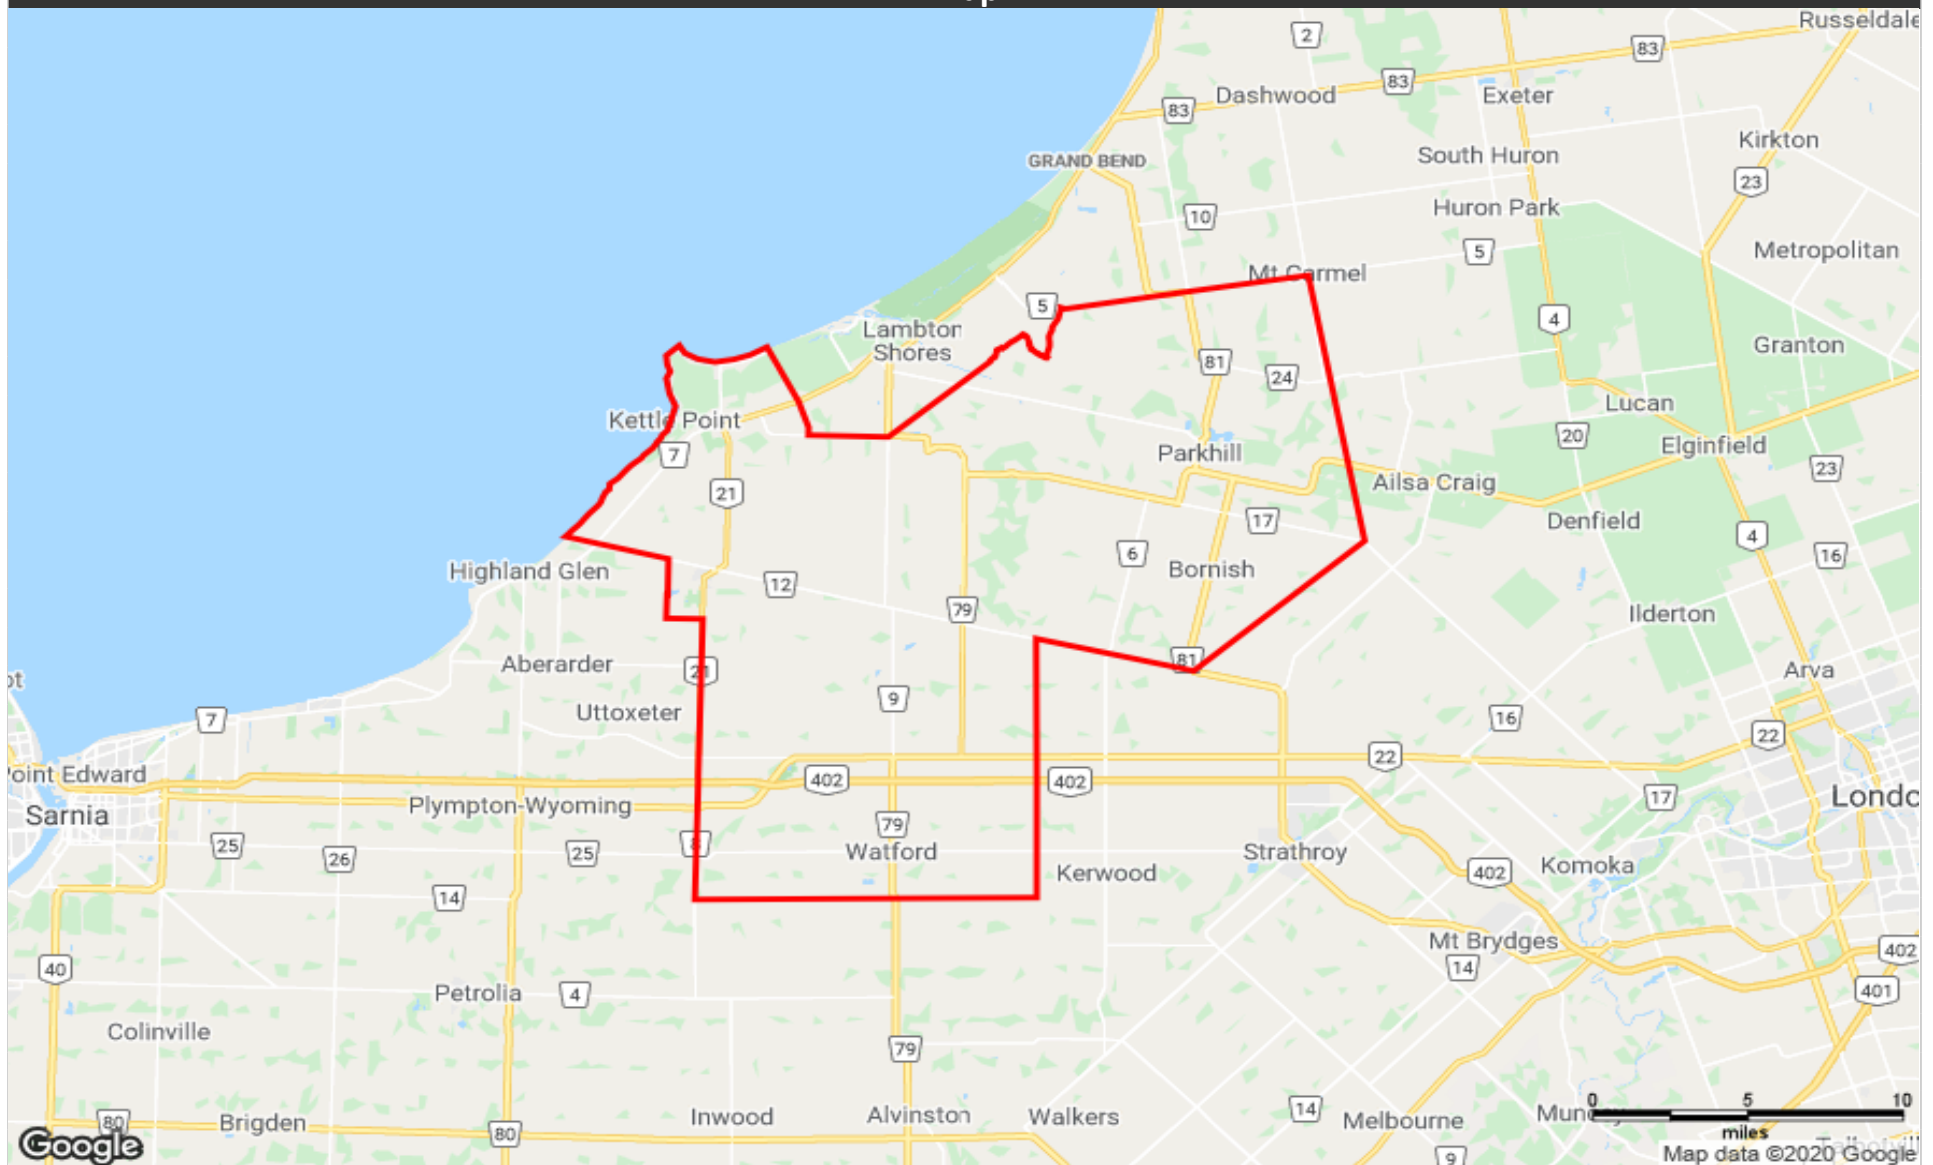 Russeldale
2
83
83
Dashwood
Exeter
83
Kirkton
GRAND BEND
South Huron
23
Huron Park
10
5
Metropolitan
Mt Carmel
5
4
Lambton
Shores
Granton
81
24
Lucan
Kettle Point
20
Elginfield
7
Parkhill
23
21
Ailsa Craig
17
Denfield
4
6
16
Highland Glen
12
Bornish
79
Ilderton
81
Aberarder
21
Arva
9
7
Uttoxeter
16
22
22
Point Edward
402
402
Plympton-Wyoming
17
London
Sarnia
79
25
26
25
8
Watford
Strathroy
Kerwood
402
Komoka
14
Mt Brydges
402
40
14
Petrolia
4
401
Colinville
79
0
5
10
80
Brigden
Inwood
Alvinston
Walkers
14
Melbourne
80
miles
Google
9
Map data ©2020 Google